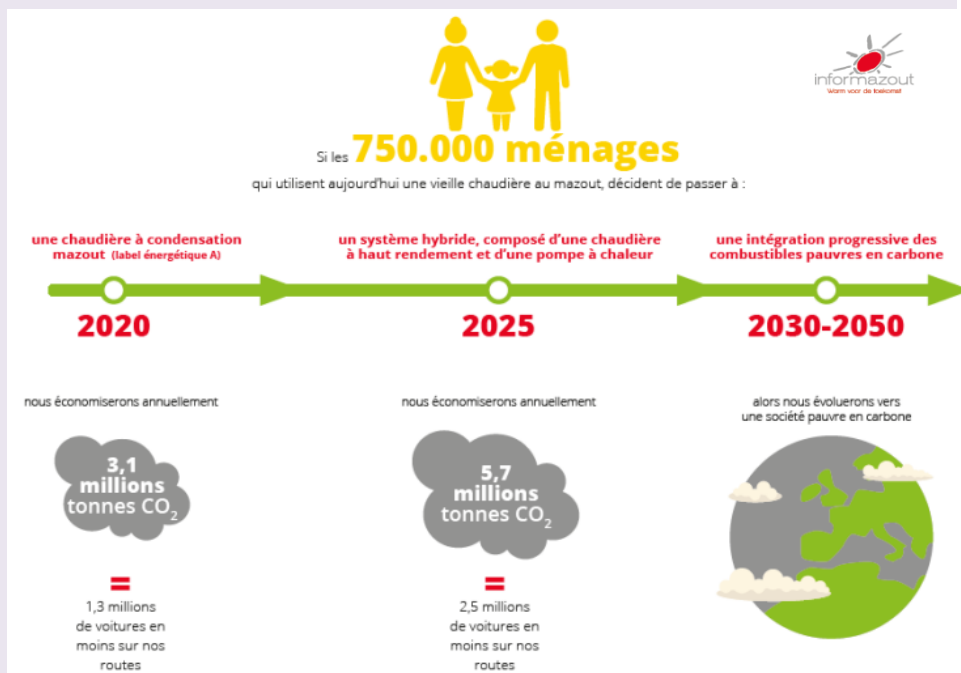 informazout
Warm voor de toekomst
Si les 750.000 ménages
qui utilisent aujourd'hui une vieille chaudière au mazout, décident de passer à :
une chaudière à condensation
mazout (label énergétique A)
2020
nous économiserons annuellement
3,1
millions
tonnes CO₂
=
1,3 millions
de voitures en
moins sur nos
routes
un système hybride, composé d'une chaudière
à haut rendement et d'une pompe à chaleur
2025
nous économiserons annuellement
5,7
millions
tonnes CO₂
=
2,5 millions
de voitures en
moins sur nos
routes
une intégration progressive des
combustibles pauvres en carbone
2030-2050
alors nous évoluerons vers
une société pauvre en carbone